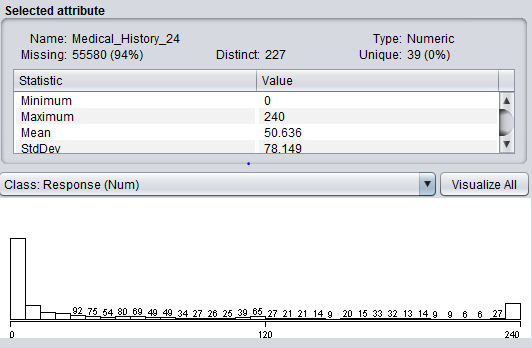 Selected attribute
Name: Medical_History_24 Type: Numeric
Missing: 55580 (94%) Distinct: 227 Unique: 39 (0%)
Statistic Value
Minimum 0
Maximum 240
Mean 50.636
StdDev 78.149
Class: Response (Num) Visualize All
92 75 54 80 69 49 49 34 27 26 25 39 65 27 21 21 14 9 20 15 33 32 13 14 9 9 6 6 27
0 120 240